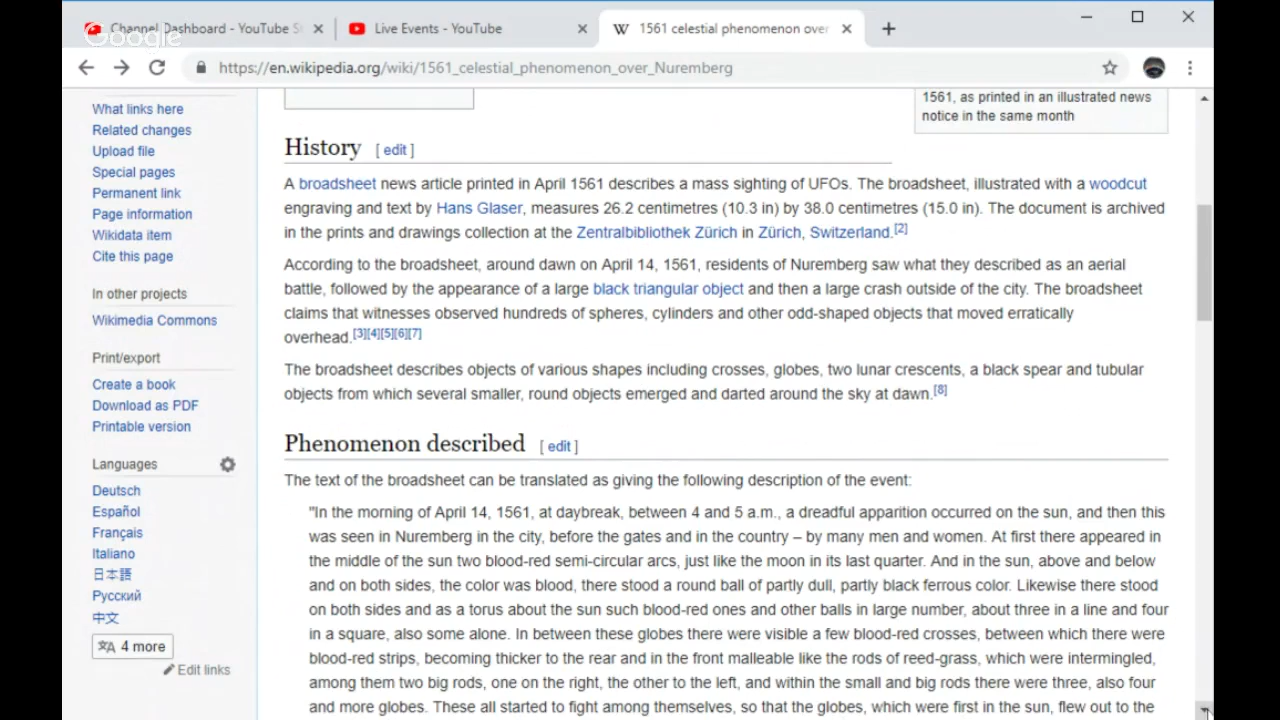 Channel Dashboard - YouTube S
Live Events - YouTube
W 1561 celestial phenomenon over
Google
https://en.wikipedia.org/wiki/1561_celestial_phenomenon_over_Nuremberg
What links here
Related changes
Upload file
Special pages
Permanent link
Page information
Wikidata item
Cite this page
In other projects
Wikimedia Commons
Print/export
Create a book
Download as PDF
Printable version
Languages
Deutsch
Español
Français
Italiano
日本語
Русский
中文
文A 4 more
Edit links
1561, as printed in an illustrated news
notice in the same month
History [ edit ]
A broadsheet news article printed in April 1561 describes a mass sighting of UFOs. The broadsheet, illustrated with a woodcut
engraving and text by Hans Glaser, measures 26.2 centimetres (10.3 in) by 38.0 centimetres (15.0 in). The document is archived
in the prints and drawings collection at the Zentralbibliothek Zürich in Zürich, Switzerland.[2]
According to the broadsheet, around dawn on April 14, 1561, residents of Nuremberg saw what they described as an aerial
battle, followed by the appearance of a large black triangular object and then a large crash outside of the city. The broadsheet
claims that witnesses observed hundreds of spheres, cylinders and other odd-shaped objects that moved erratically
overhead.[3][4][5][6][7]
The broadsheet describes objects of various shapes including crosses, globes, two lunar crescents, a black spear and tubular
objects from which several smaller, round objects emerged and darted around the sky at dawn.[8]
Phenomenon described [ edit ]
The text of the broadsheet can be translated as giving the following description of the event:
"In the morning of April 14, 1561, at daybreak, between 4 and 5 a.m., a dreadful apparition occurred on the sun, and then this
was seen in Nuremberg in the city, before the gates and in the country – by many men and women. At first there appeared in
the middle of the sun two blood-red semi-circular arcs, just like the moon in its last quarter. And in the sun, above and below
and on both sides, the color was blood, there stood a round ball of partly dull, partly black ferrous color. Likewise there stood
on both sides and as a torus about the sun such blood-red ones and other balls in large number, about three in a line and four
in a square, also some alone. In between these globes there were visible a few blood-red crosses, between which there were
blood-red strips, becoming thicker to the rear and in the front malleable like the rods of reed-grass, which were intermingled,
among them two big rods, one on the right, the other to the left, and within the small and big rods there were three, also four
and more globes. These all started to fight among themselves, so that the globes, which were first in the sun, flew out to the